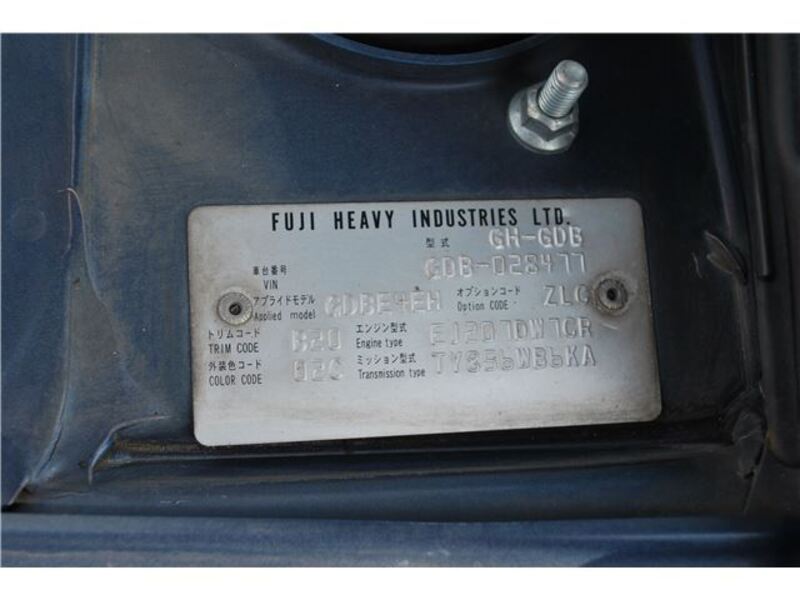 FUJI HEAVY INDUSTRIES LTD.
型式 GH-GDB
車台番号 VIN GDB-028477
アプライドモデル Applied model GDBE4EH オプションコード Option CODE ZLC
トリムコード TRIM CODE B20 エンジン型式 Engine type EJ207DW7CR
外装色コード COLOR CODE 02C ミッション型式 Transmission type TY856WB6KA